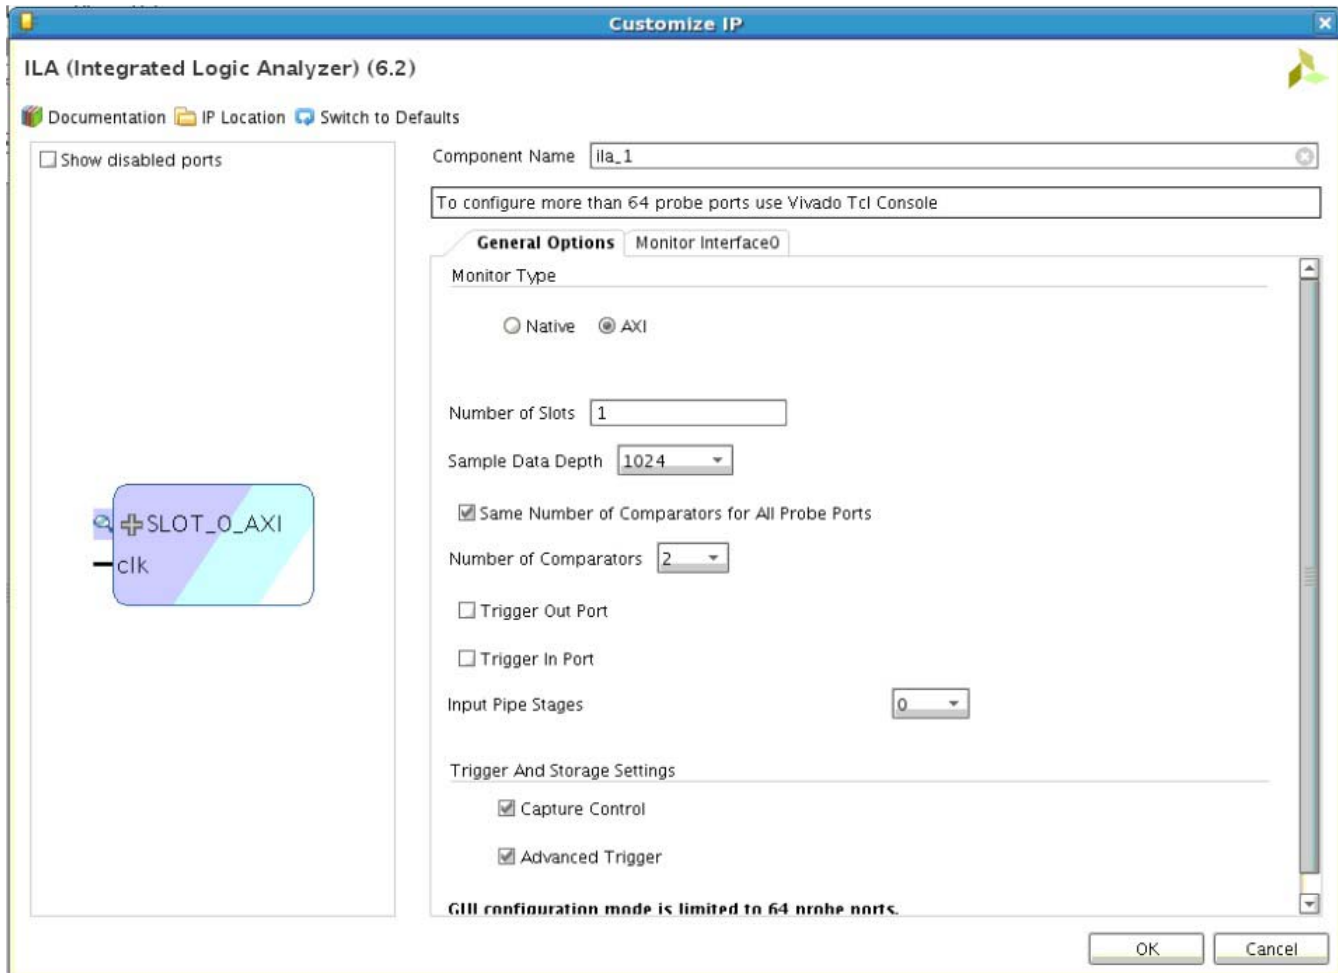 Customize IP
ILA (Integrated Logic Analyzer) (6.2)
Documentation IP Location Switch to Defaults
Show disabled ports
SLOT_0_AXI
clk
Component Name ila_1
To configure more than 64 probe ports use Vivado Tcl Console
General Options Monitor Interface0
Monitor Type
Native AXI
Number of Slots 1
Sample Data Depth 1024
Same Number of Comparators for All Probe Ports
Number of Comparators 2
Trigger Out Port
Trigger In Port
Input Pipe Stages 0
Trigger And Storage Settings
Capture Control
Advanced Trigger
GUI configuration mode is limited to 64 probe ports.
OK Cancel